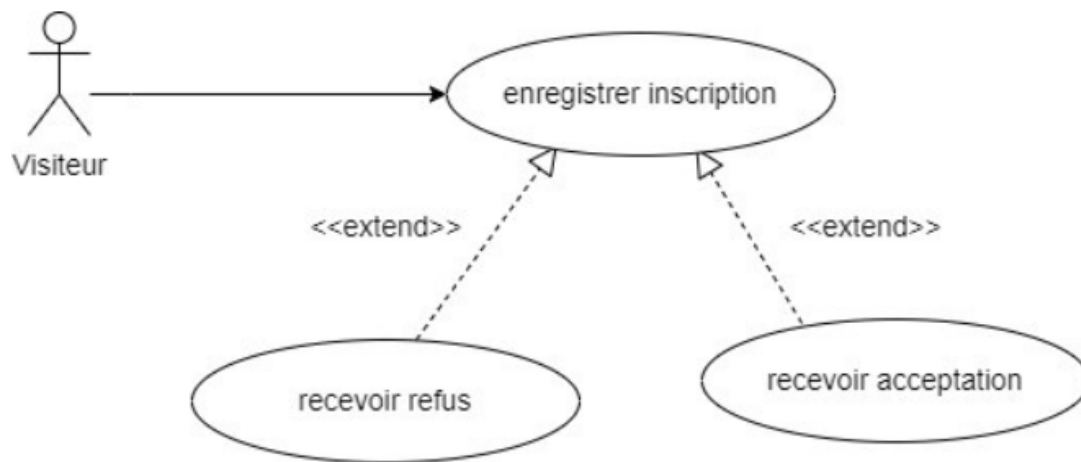 enregistrer inscription
Visiteur
<<extend>>
<<extend>>
recevoir refus
recevoir acceptation